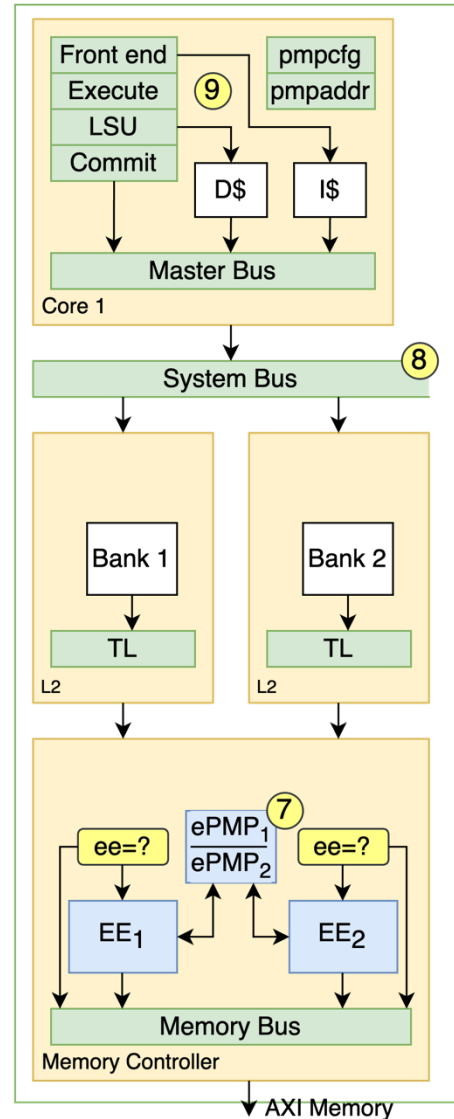 Front end
pmpcfg
Execute
9
pmpaddr
LSU
Commit
D$
I$
Master Bus
Core 1
8
System Bus
Bank 1
Bank 2
TL
TL
L2
L2
7
ePMP₁
ee=?
ee=?
ePMP₂
EE₁
EE₂
Memory Bus
Memory Controller
AXI Memory